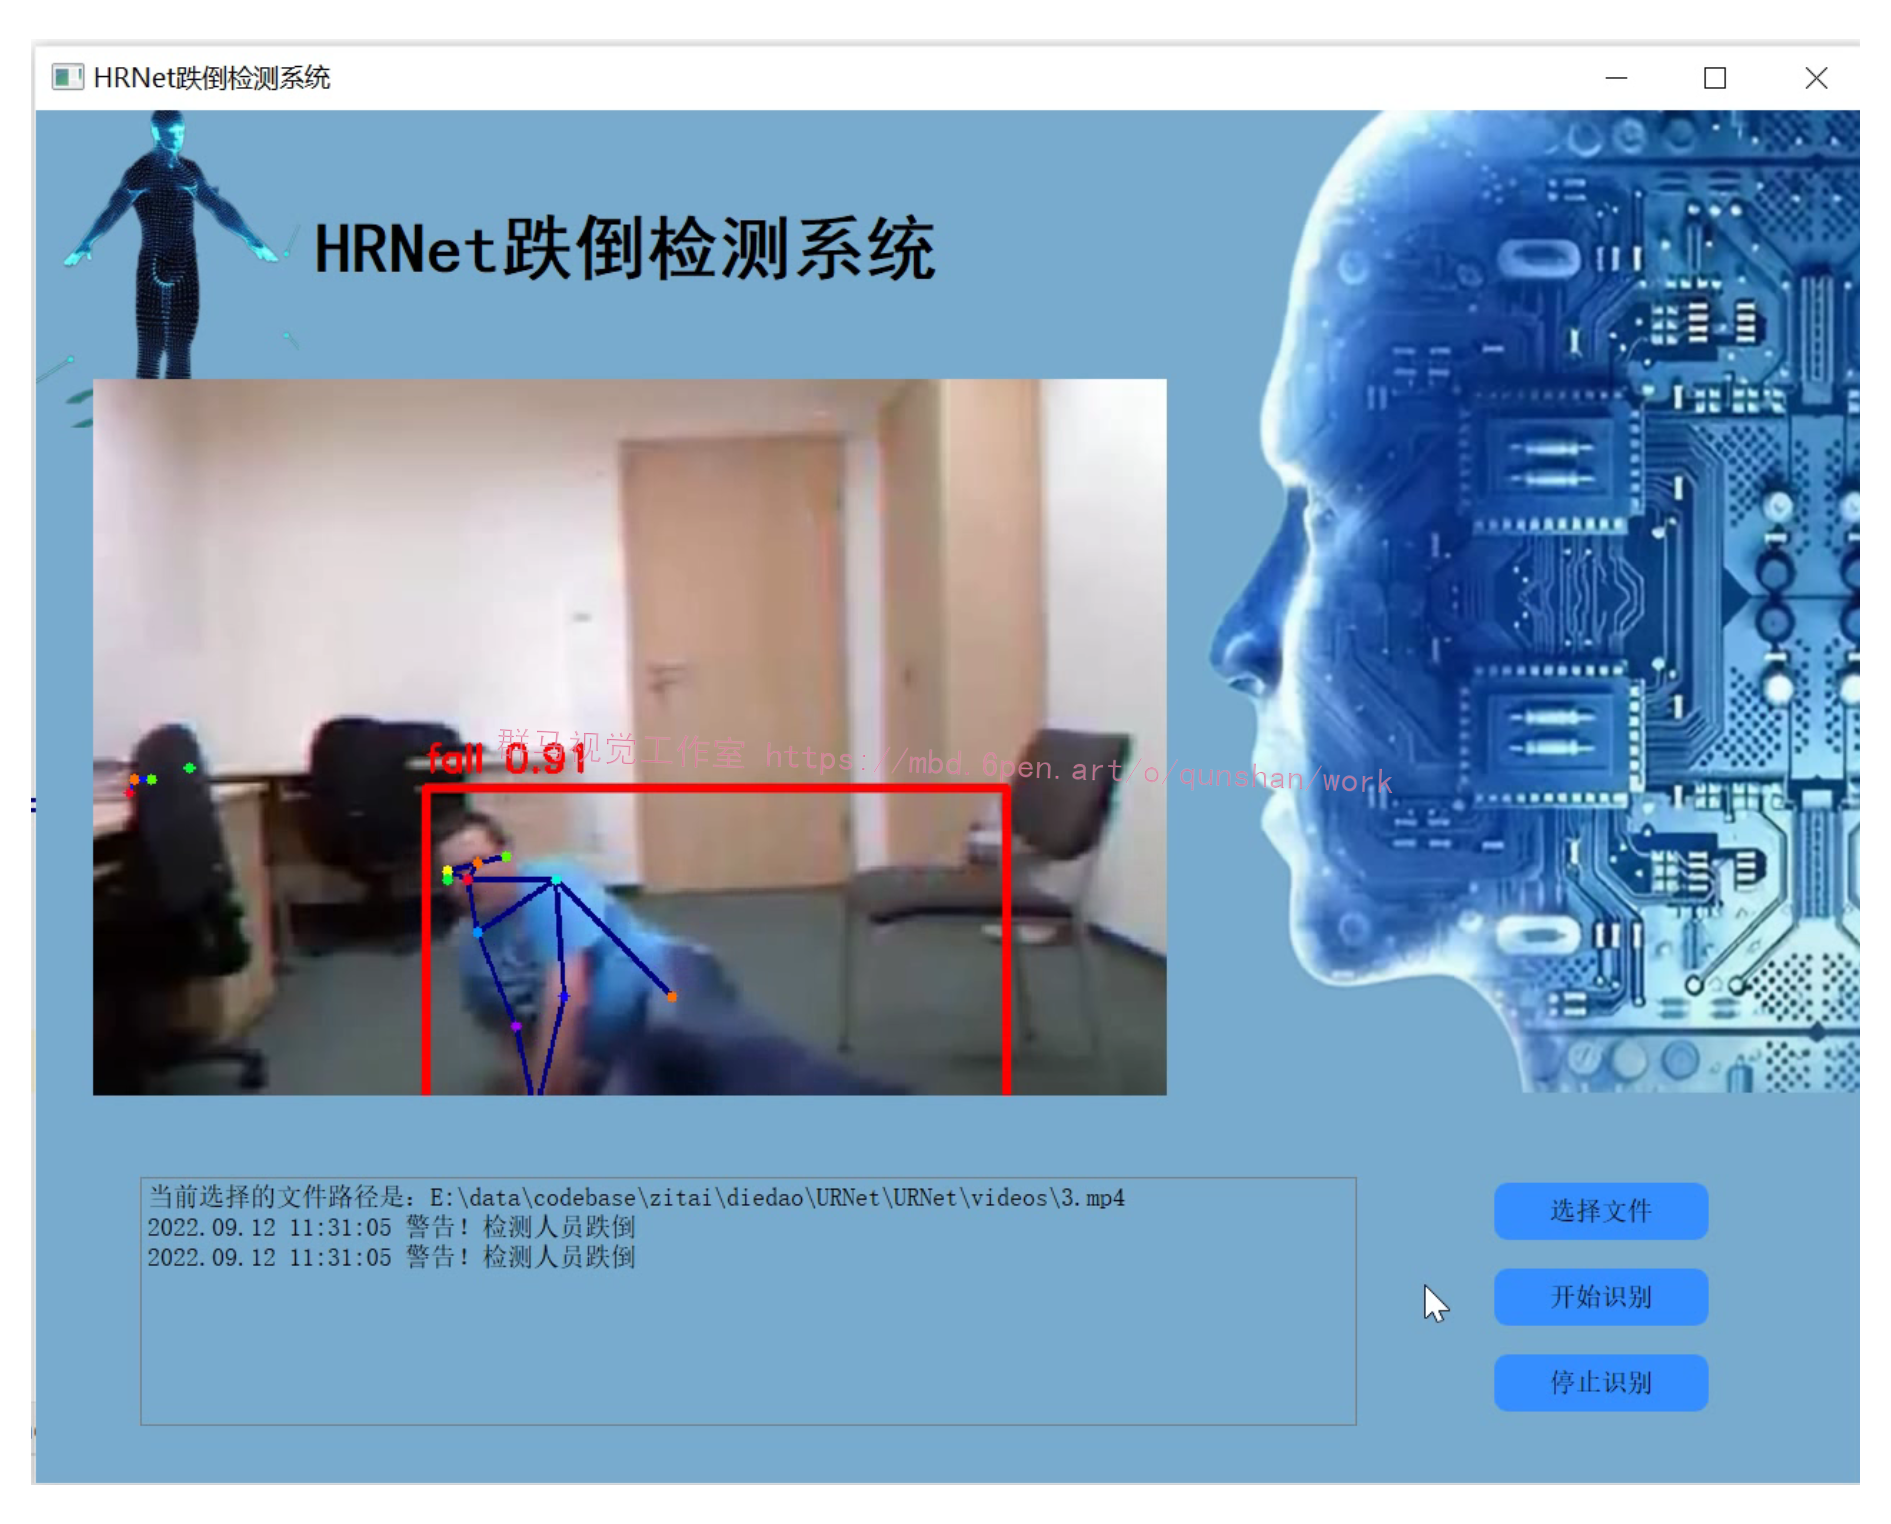 HRNet跌倒检测系统
HRNet跌倒检测系统
群马视觉工作室 https://mbd.6pen.art/o/qunshan/work
fall 0.91
当前选择的文件路径是：E:\data\codebase\zitai\diedao\URNet\URNet\videos\3.mp4
2022.09.12 11:31:05 警告！检测人员跌倒
2022.09.12 11:31:05 警告！检测人员跌倒
选择文件
开始识别
停止识别